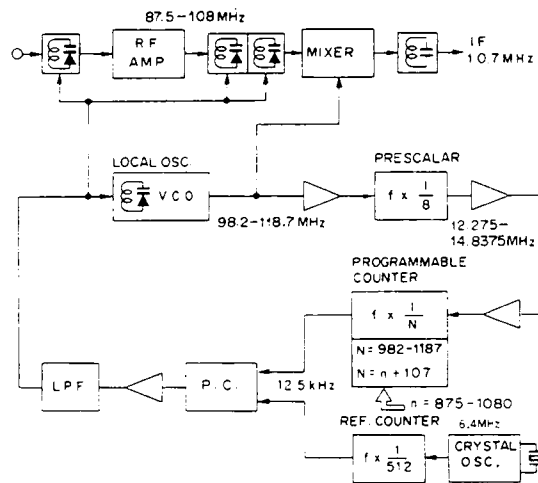 87.5-108MHz
RF
AMP
MIXER
IF
10.7MHz
LOCAL OSC.
VCO
98.2-118.7MHz
PRESCALAR
f x 1/8
12.275-
14.8375MHz
PROGRAMMABLE
COUNTER
f x 1/N
N = 982-1187
N = n + 107
n = 875-1080
LPF
P.C.
12.5kHz
REF. COUNTER
f x 1/512
6.4MHz
CRYSTAL
OSC.